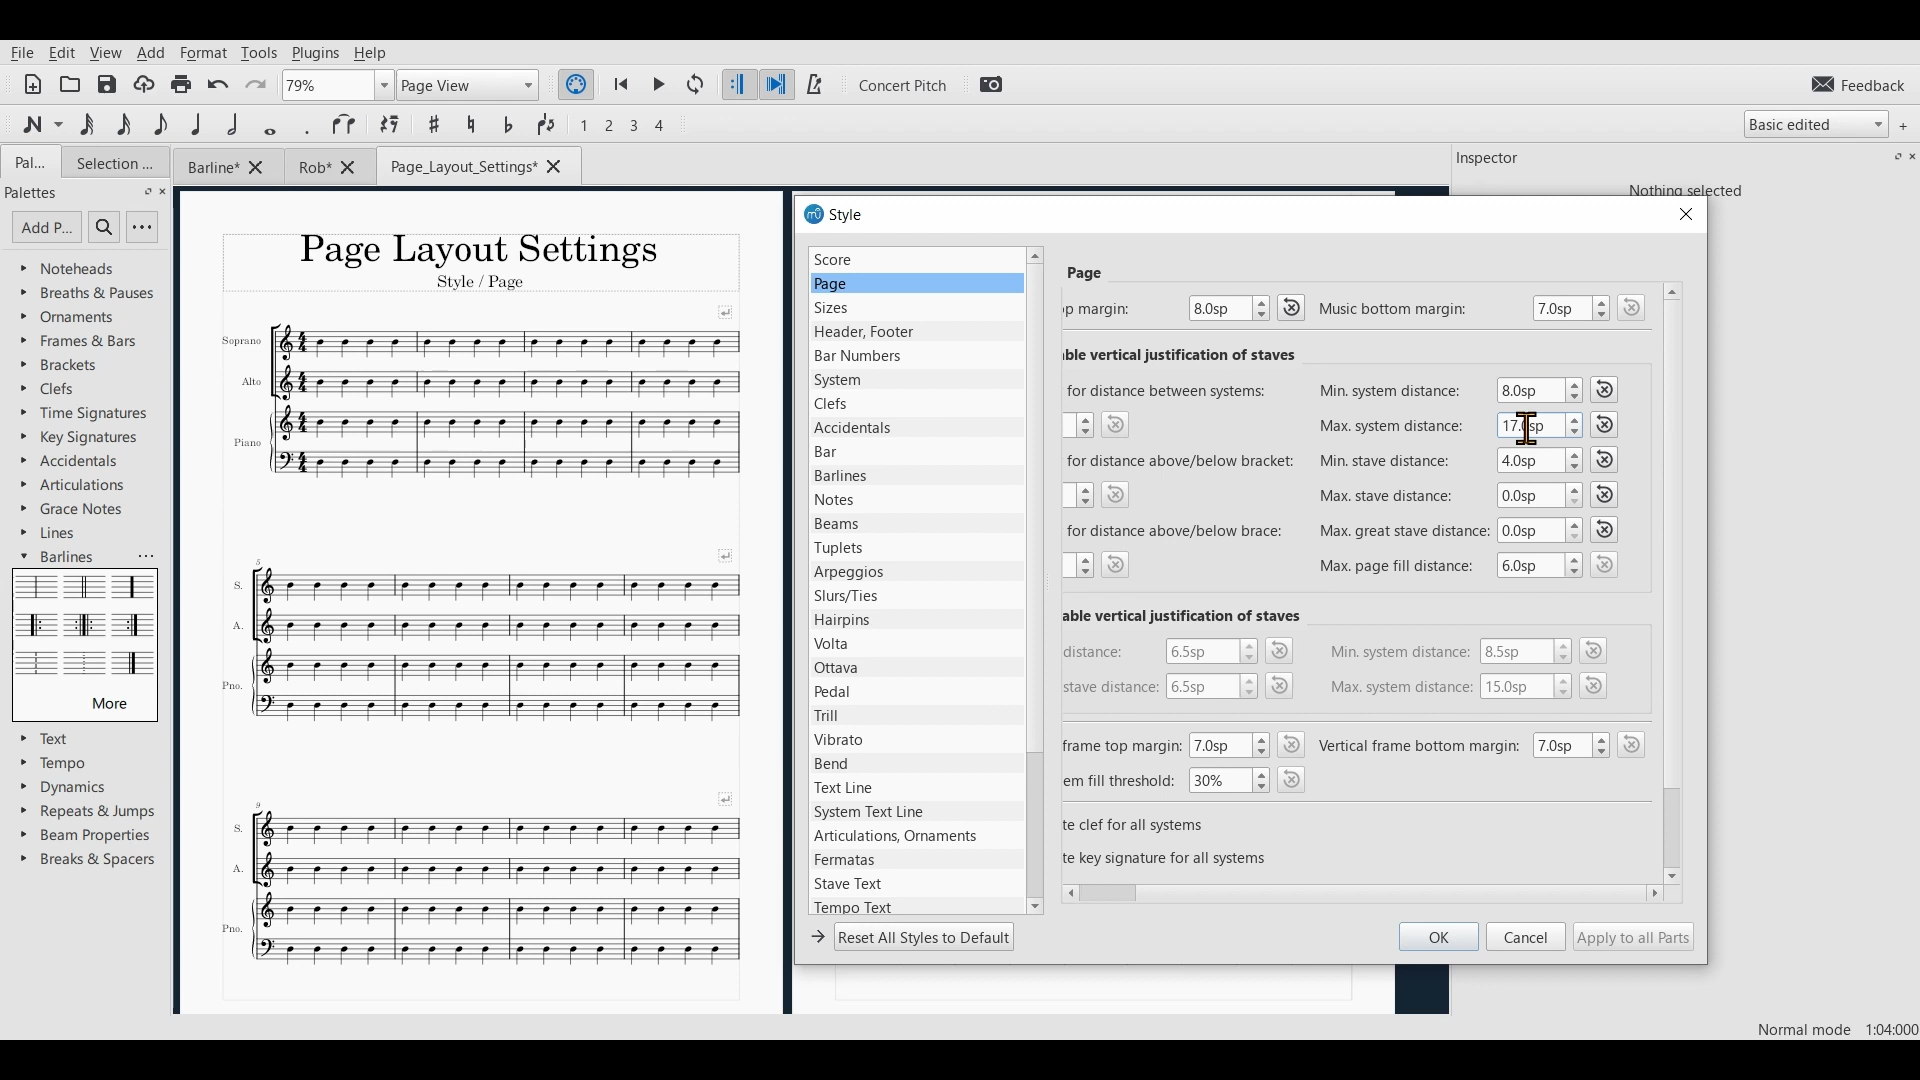 File Edit View Add Format Tools Plugins Help
79% Page View Concert Pitch Feedback
1 2 3 4 Basic edited +
Pal... Selection ... Barline* Rob* Page_Layout_Settings* Inspector
Palettes
Nothing selected
Add P...
Noteheads
Breaths & Pauses
Ornaments
Frames & Bars
Brackets
Clefs
Time Signatures
Key Signatures
Accidentals
Articulations
Grace Notes
Lines
Barlines
More
Text
Tempo
Dynamics
Repeats & Jumps
Beam Properties
Breaks & Spacers
Page Layout Settings
Style / Page
Soprano
Alto
Piano
5
S.
A.
Pno.
9
S.
A.
Pno.
Style
Score
Page
Sizes
Header, Footer
Bar Numbers
System
Clefs
Accidentals
Bar
Barlines
Notes
Beams
Tuplets
Arpeggios
Slurs/Ties
Hairpins
Volta
Ottava
Pedal
Trill
Vibrato
Bend
Text Line
System Text Line
Articulations, Ornaments
Fermatas
Stave Text
Tempo Text
Page
p margin: 8.0sp Music bottom margin: 7.0sp
ble vertical justification of staves
for distance between systems: Min. system distance: 8.0sp
Max. system distance: 17.0sp
for distance above/below bracket: Min. stave distance: 4.0sp
Max. stave distance: 0.0sp
for distance above/below brace: Max. great stave distance: 0.0sp
Max. page fill distance: 6.0sp
able vertical justification of staves
distance: 6.5sp Min. system distance: 8.5sp
stave distance: 6.5sp Max. system distance: 15.0sp
frame top margin: 7.0sp Vertical frame bottom margin: 7.0sp
em fill threshold: 30%
te clef for all systems
te key signature for all systems
Reset All Styles to Default OK Cancel Apply to all Parts
Normal mode 1:04:000